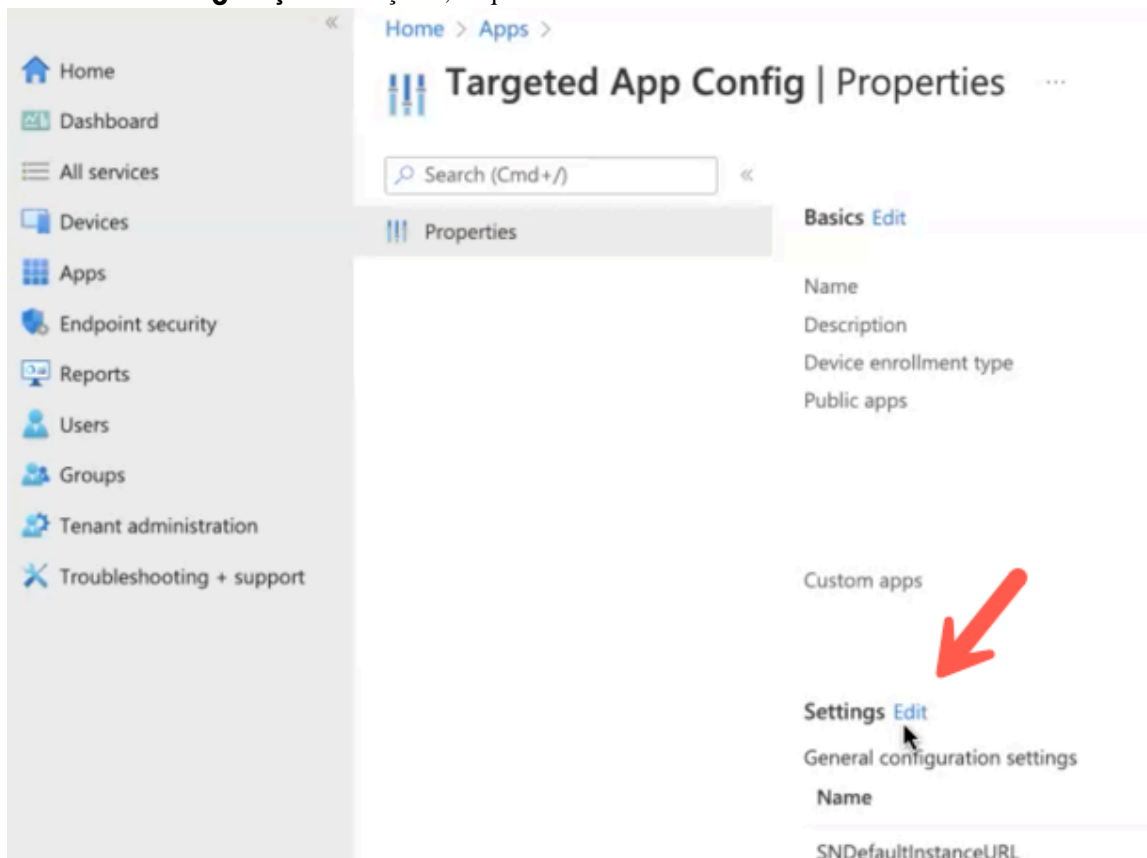 Home > Apps >
Targeted App Config | Properties
Home
Dashboard
All services
Devices
Apps
Endpoint security
Reports
Users
Groups
Tenant administration
Troubleshooting + support
Search (Cmd+/)
Properties
Basics Edit
Name
Description
Device enrollment type
Public apps
Custom apps
Settings Edit
General configuration settings
Name
SNDefaultInstanceURL